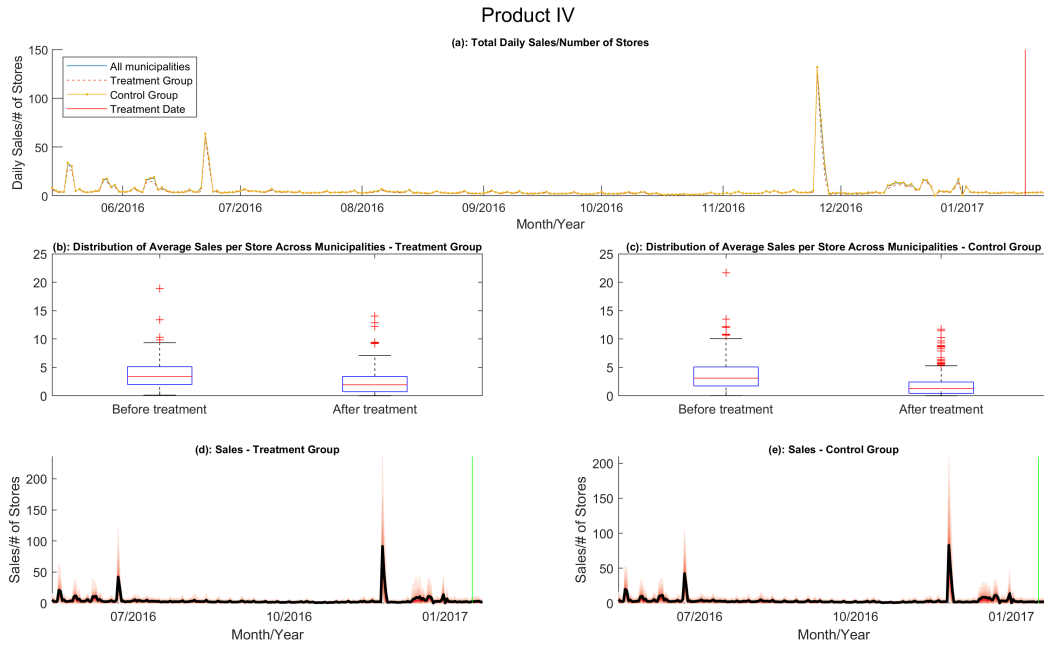 Product IV
(a): Total Daily Sales/Number of Stores
Daily Sales/# of Stores
150
100
50
0
All municipalities
Treatment Group
Control Group
Treatment Date
06/2016 07/2016 08/2016 09/2016 10/2016 11/2016 12/2016 01/2017
Month/Year
(b): Distribution of Average Sales per Store Across Municipalities - Treatment Group
25
20
15
10
5
0
Before treatment After treatment
(c): Distribution of Average Sales per Store Across Municipalities - Control Group
25
20
15
10
5
0
Before treatment After treatment
(d): Sales - Treatment Group
Sales/# of Stores
200
150
100
50
0
07/2016 10/2016 01/2017
Month/Year
(e): Sales - Control Group
Sales/# of Stores
200
150
100
50
0
07/2016 10/2016 01/2017
Month/Year